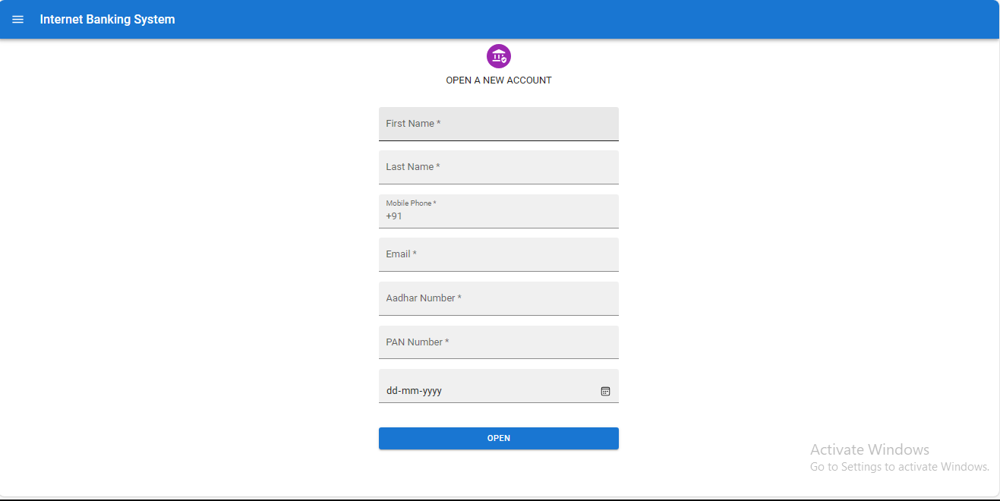 Internet Banking System
OPEN A NEW ACCOUNT
First Name *
Last Name *
Mobile Phone *
+91
Email *
Aadhar Number *
PAN Number *
dd-mm-yyyy
OPEN
Activate Windows
Go to Settings to activate Windows.